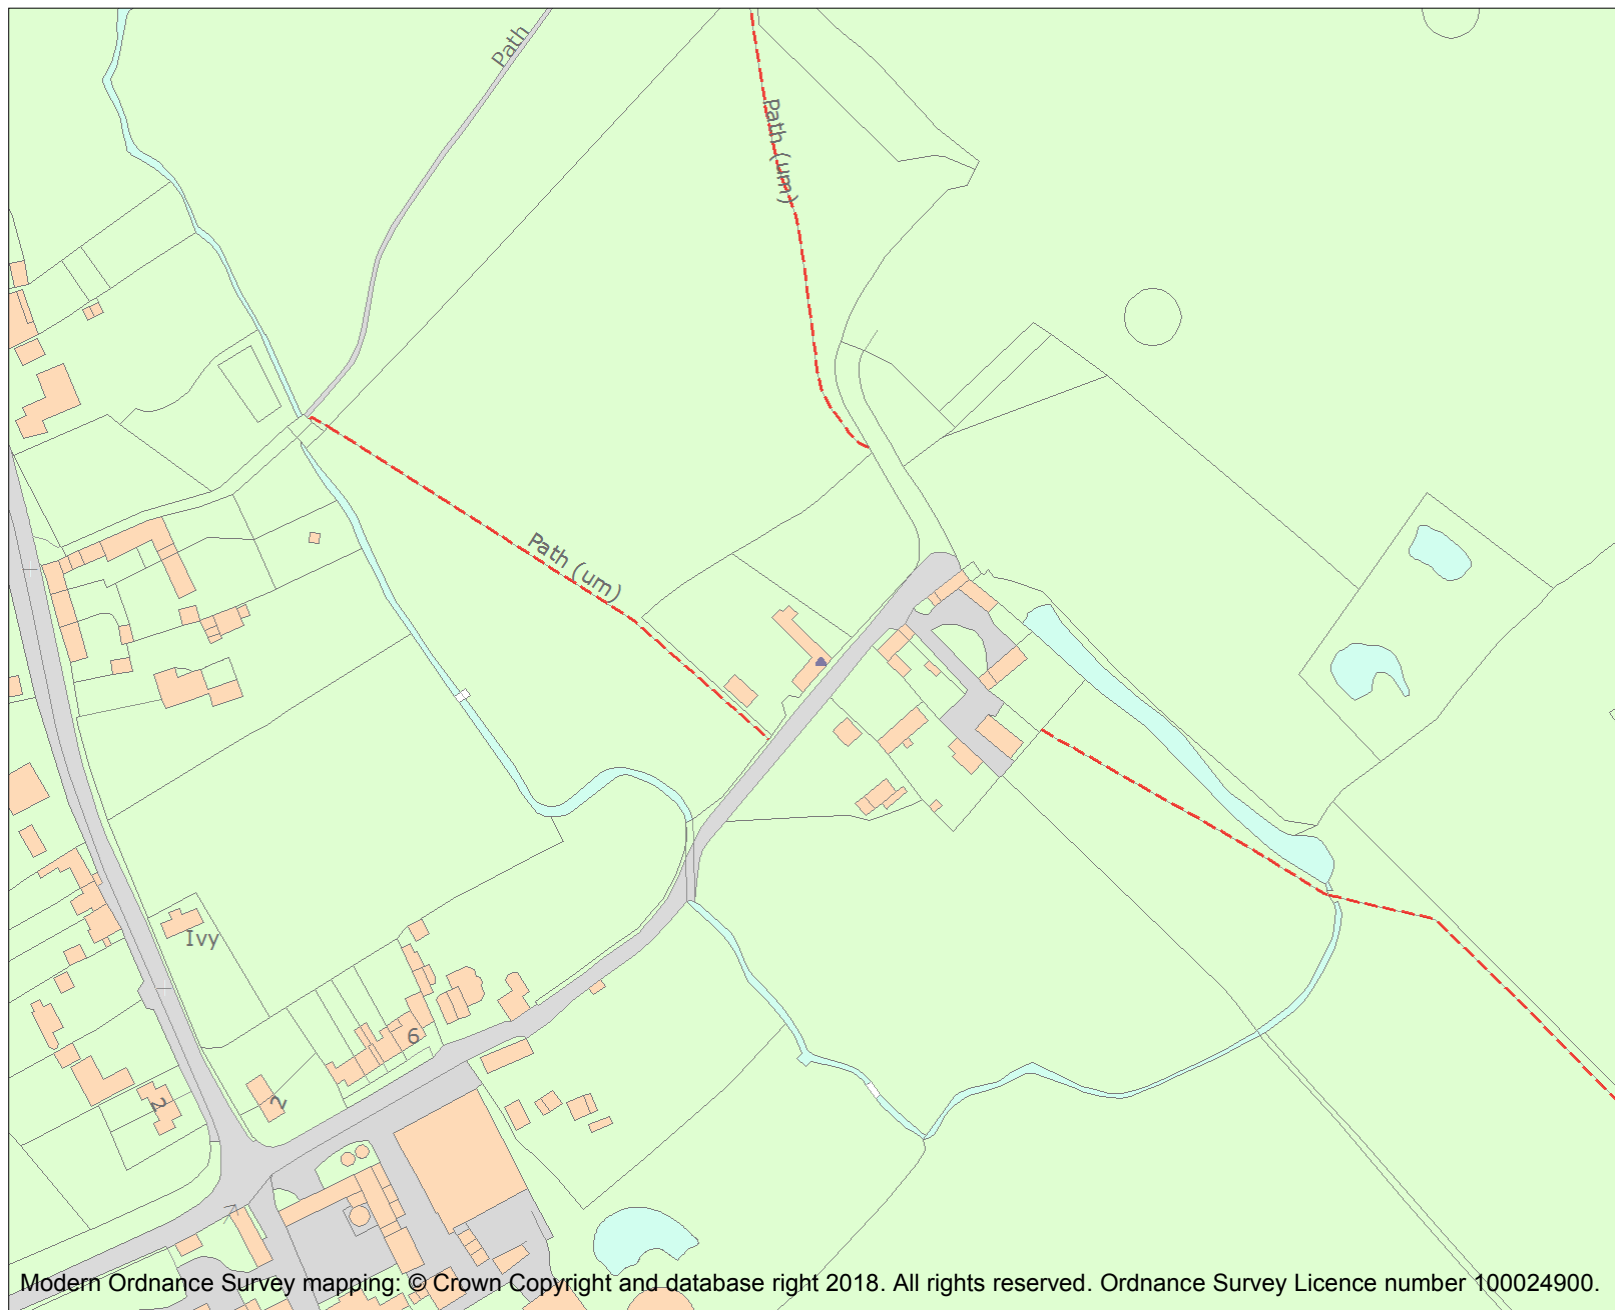 Path
Path (um)
Path (um)
Ivy
6
2
2
Modern Ordnance Survey mapping: © Crown Copyright and database right 2018. All rights reserved. Ordnance Survey Licence number 100024900.